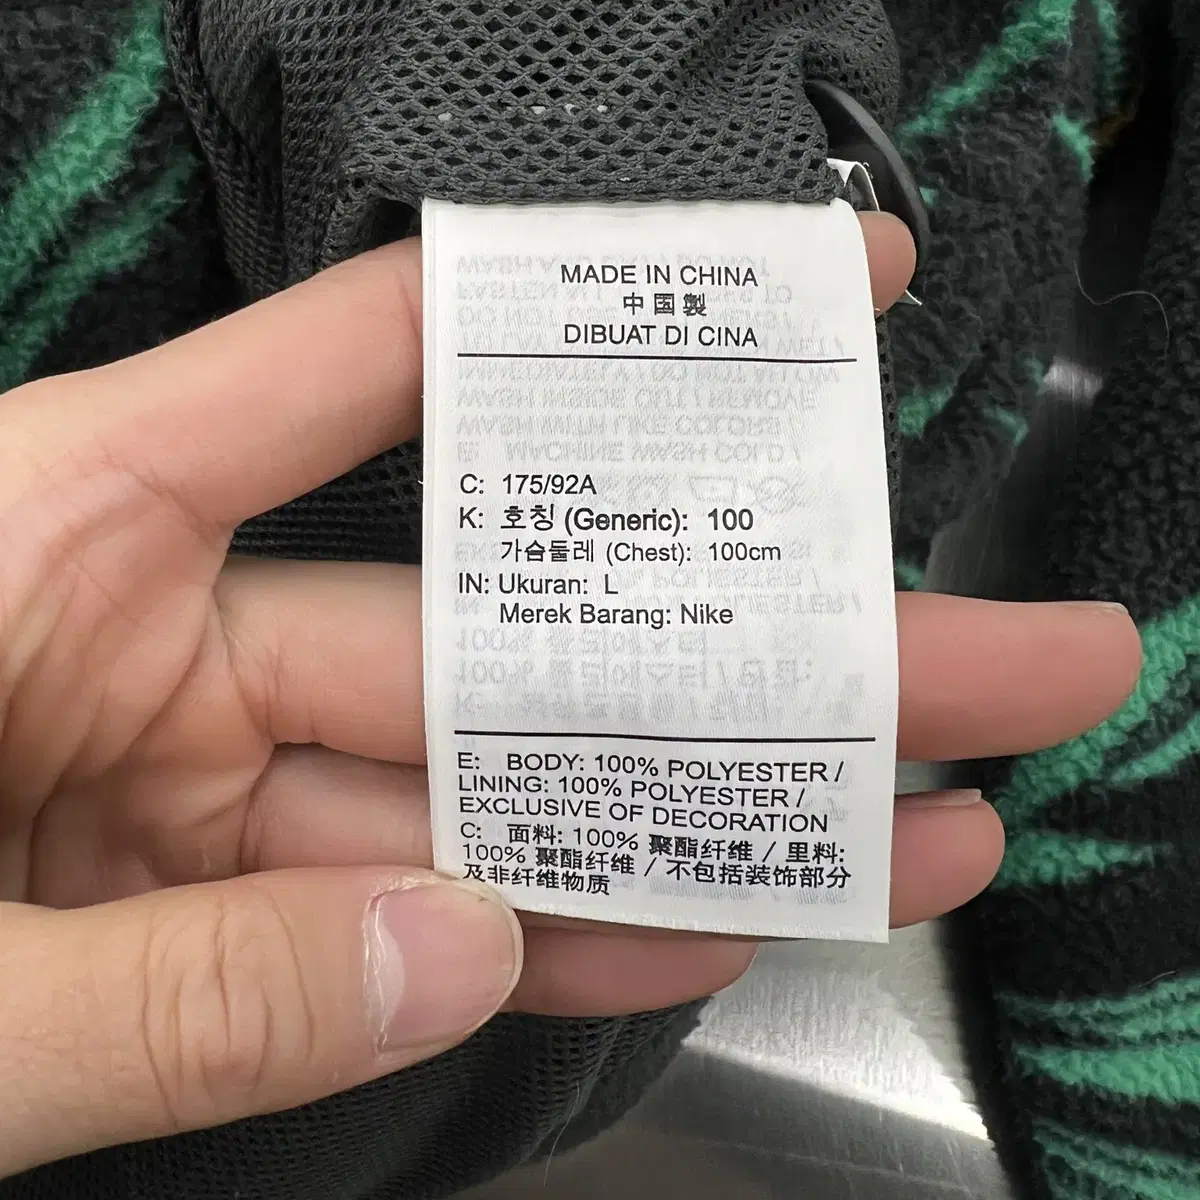 MADE IN CHINA
中国製
DIBUAT DI CINA
C: 175/92A
K: 호칭 (Generic): 100
가슴둘레 (Chest): 100cm
IN: Ukuran: L
Merek Barang: Nike
E: BODY: 100% POLYESTER /
LINING: 100% POLYESTER /
EXCLUSIVE OF DECORATION
C: 面料: 100% 聚酯纤维 / 里料:
100% 聚酯纤维 / 不包括装饰部分
及非纤维物质